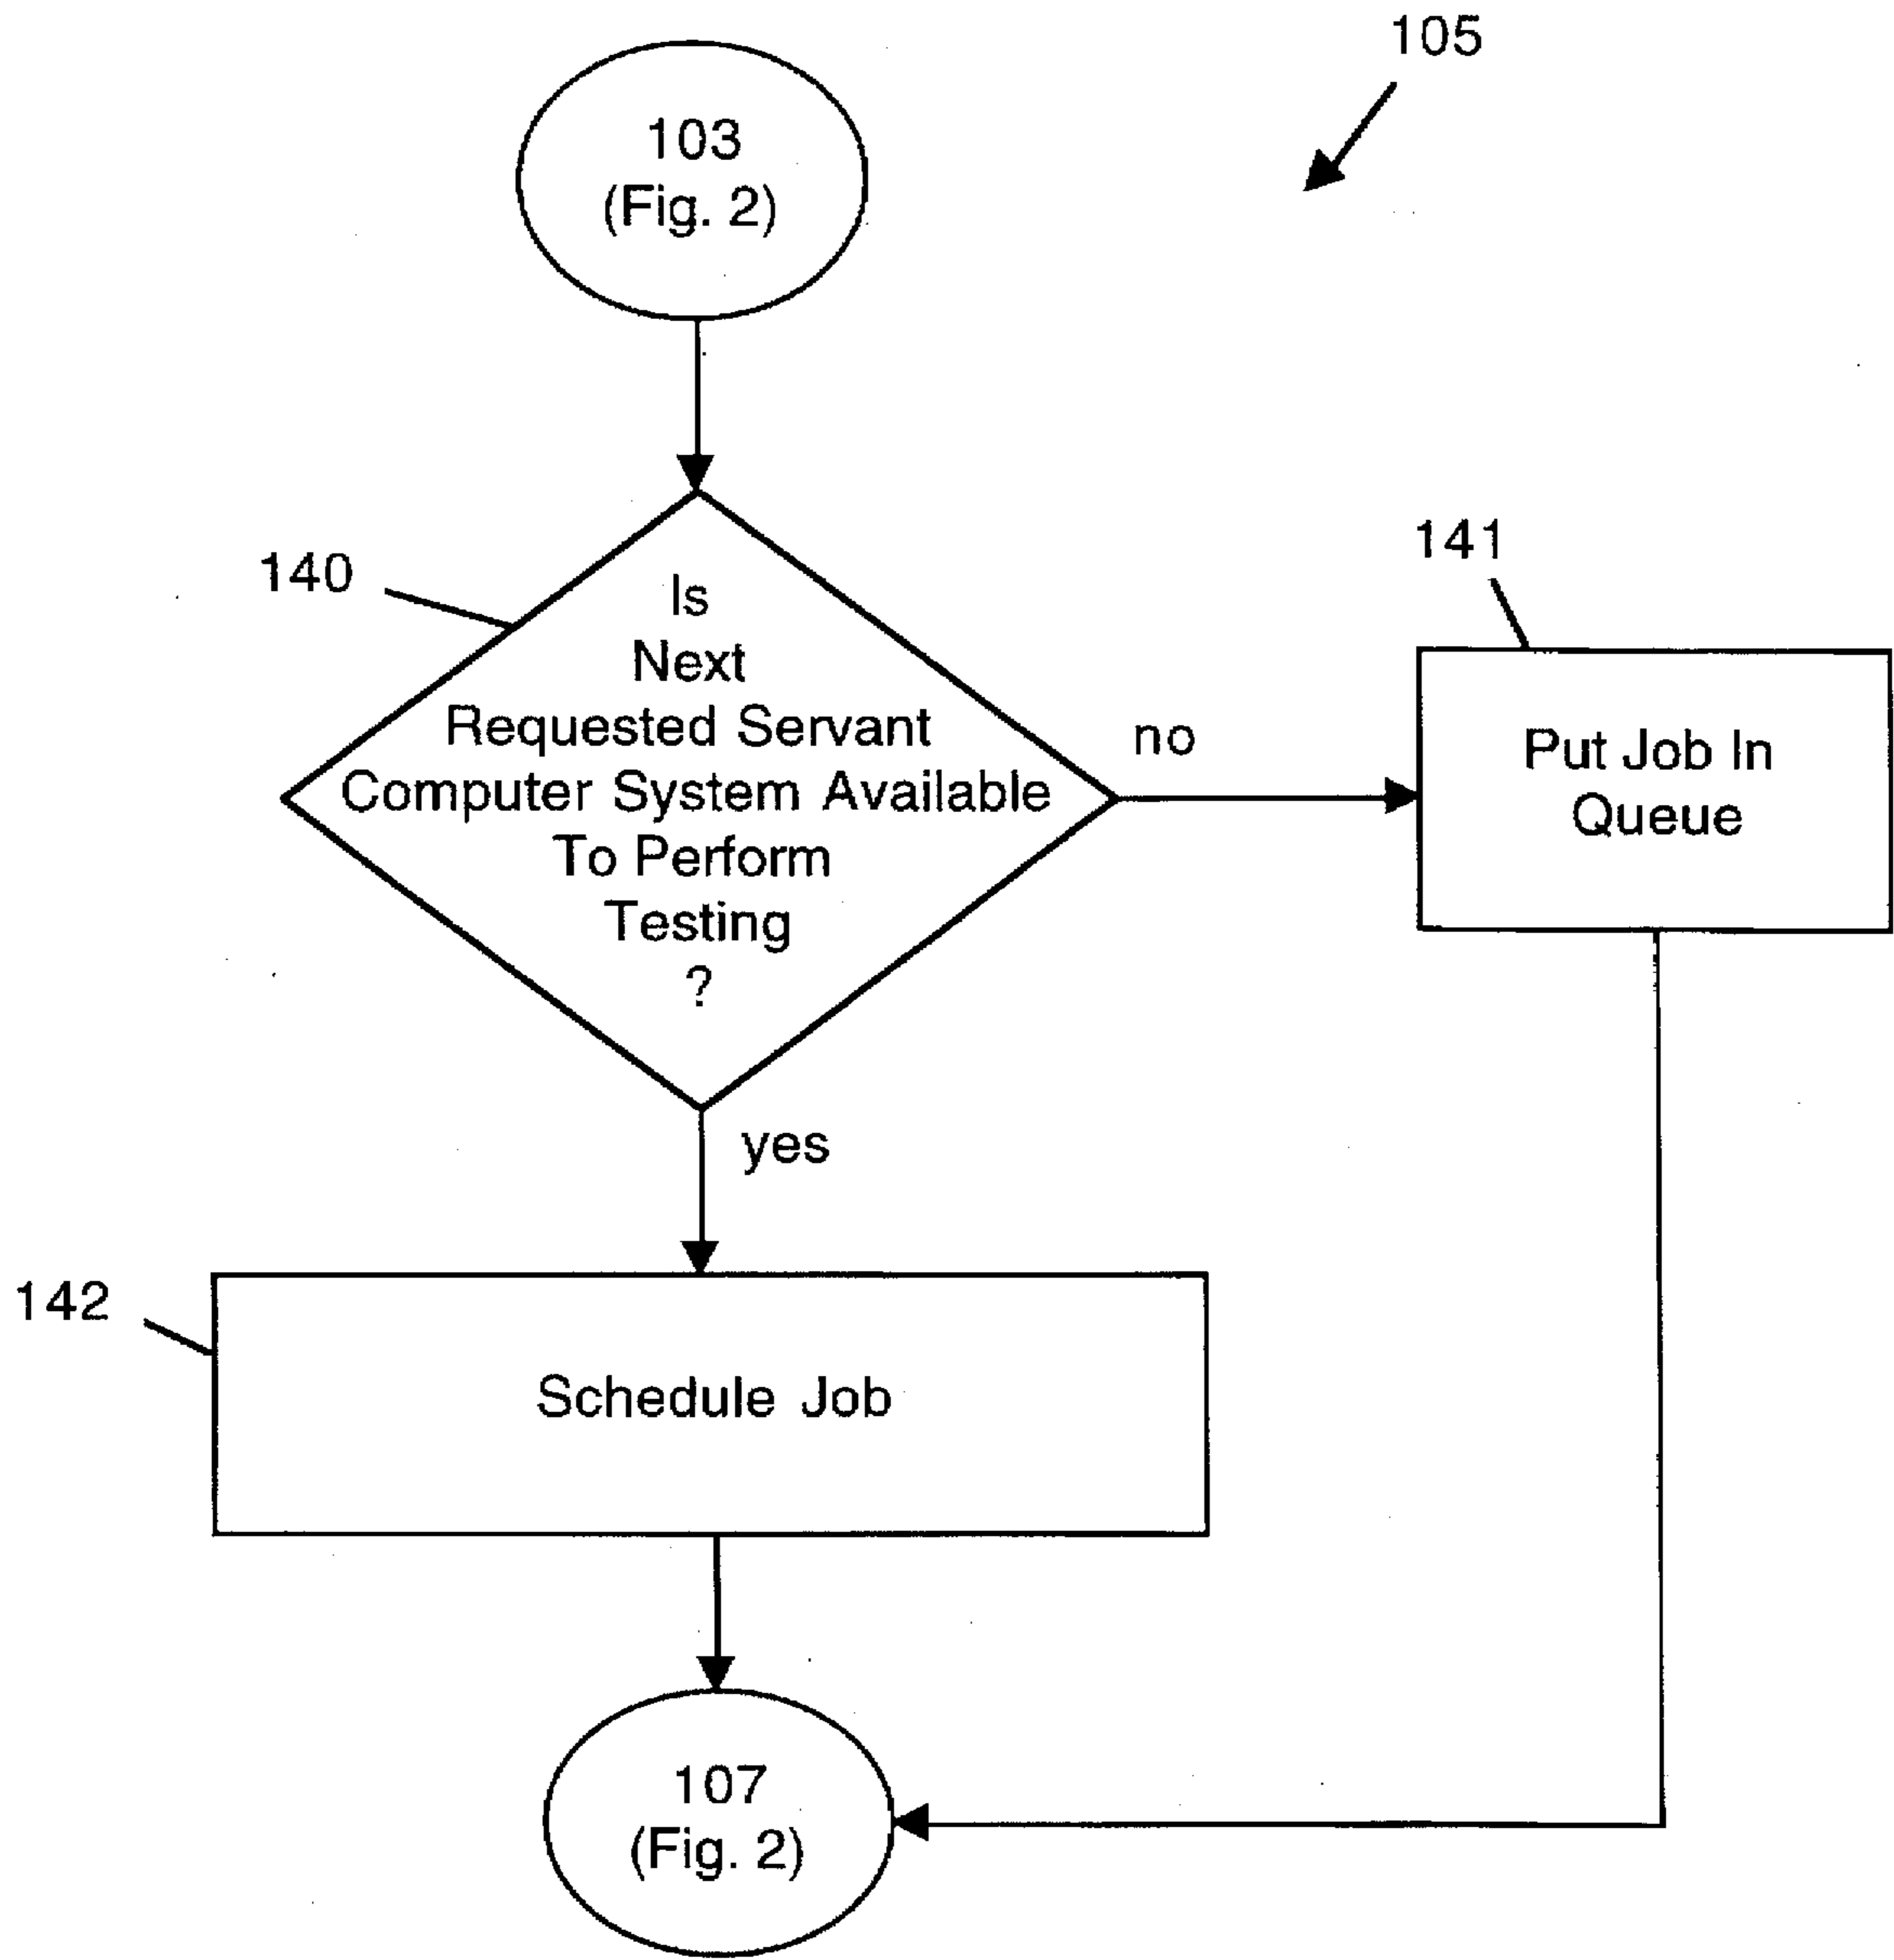 105
103
(Fig. 2)
140
Is
Next
Requested Servant
Computer System Available
To Perform
Testing
?
no
141
Put Job In
Queue
yes
142
Schedule Job
107
(Fig. 2)